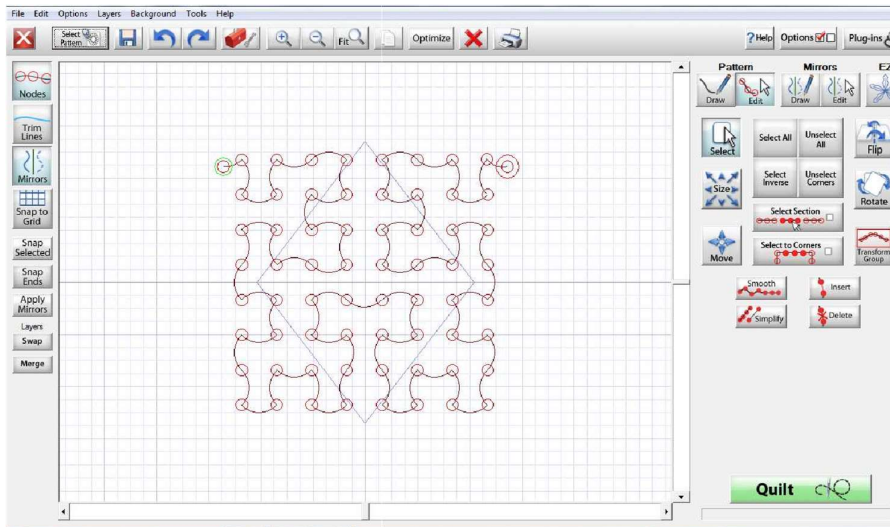 File Edit Options Layers Background Tools Help
Select
Pattern
Fit
Optimize
?Help
Options
Plug-ins
Nodes
Trim
Lines
Mirrors
Snap to
Grid
Snap
Selected
Snap
Ends
Apply
Mirrors
Layers
Swap
Merge
Pattern Mirrors EZ
Draw Edit Draw Edit
Select
Select All
Unselect
All
Flip
Size
Select
Inverse
Unselect
Corners
Rotate
Select Section
Move
Select to Corners
Transform
Group
Smooth
Insert
Simplify
Delete
Quilt